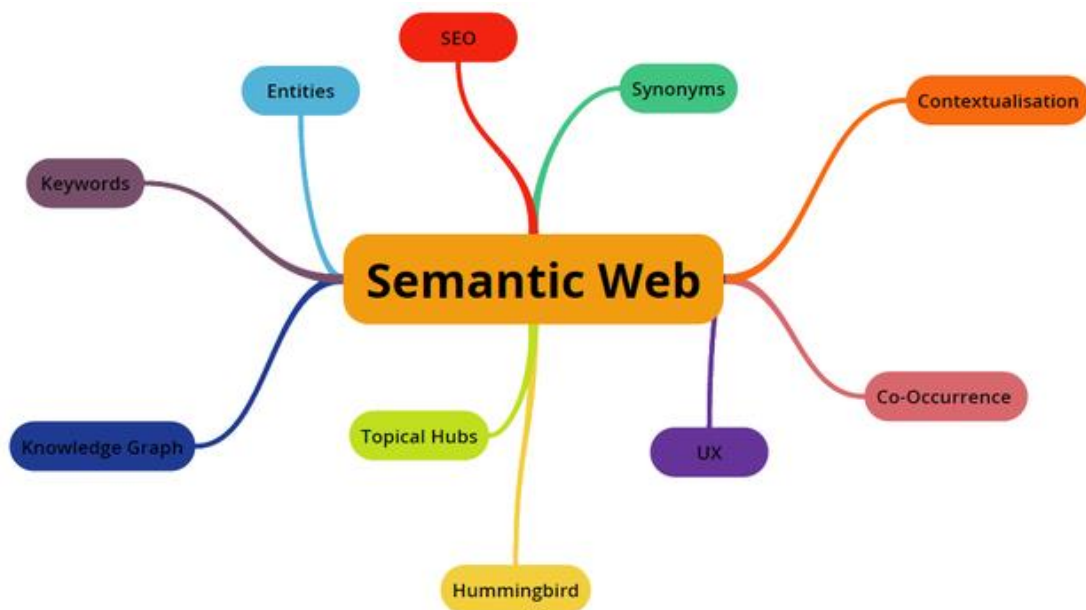 SEO
Entities
Synonyms
Contextualisation
Keywords
Semantic Web
Co-Occurrence
Topical Hubs
Knowledge Graph
UX
Hummingbird